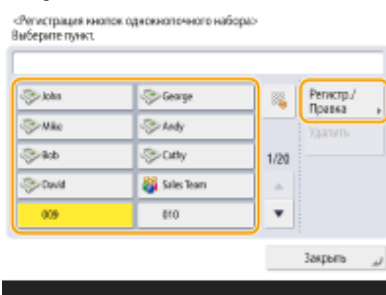 <Регистрация кнопок однокнопочного набора>
Выберите пункт.
John
George
Регистр./
Правка
Mike
Andy
Удалить
Bob
Cathy
1/20
David
Sales Team
009
010
Закрыть